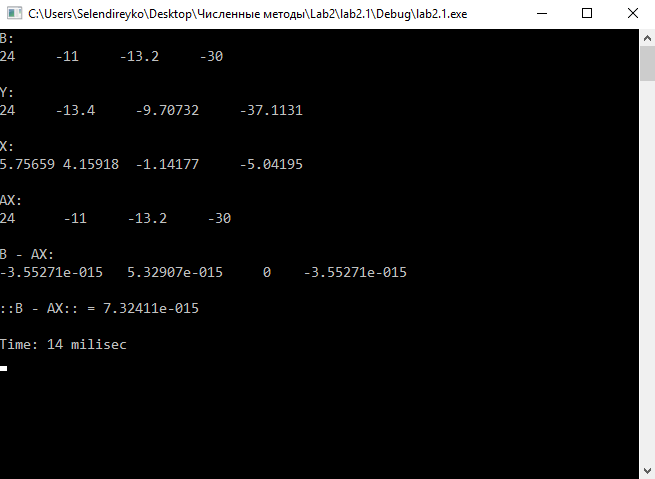 C:\Users\Selendireyko\Desktop\Численные методы\Lab2\lab2.1\Debug\lab2.1.exe
B:
24     -11     -13.2     -30
Y:
24     -13.4     -9.70732     -37.1131
X:
5.75659 4.15918  -1.14177     -5.04195
AX:
24      -11     -13.2     -30
B - AX:
-3.55271e-015   5.32907e-015     0    -3.55271e-015
::B - AX:: = 7.32411e-015
Time: 14 milisec